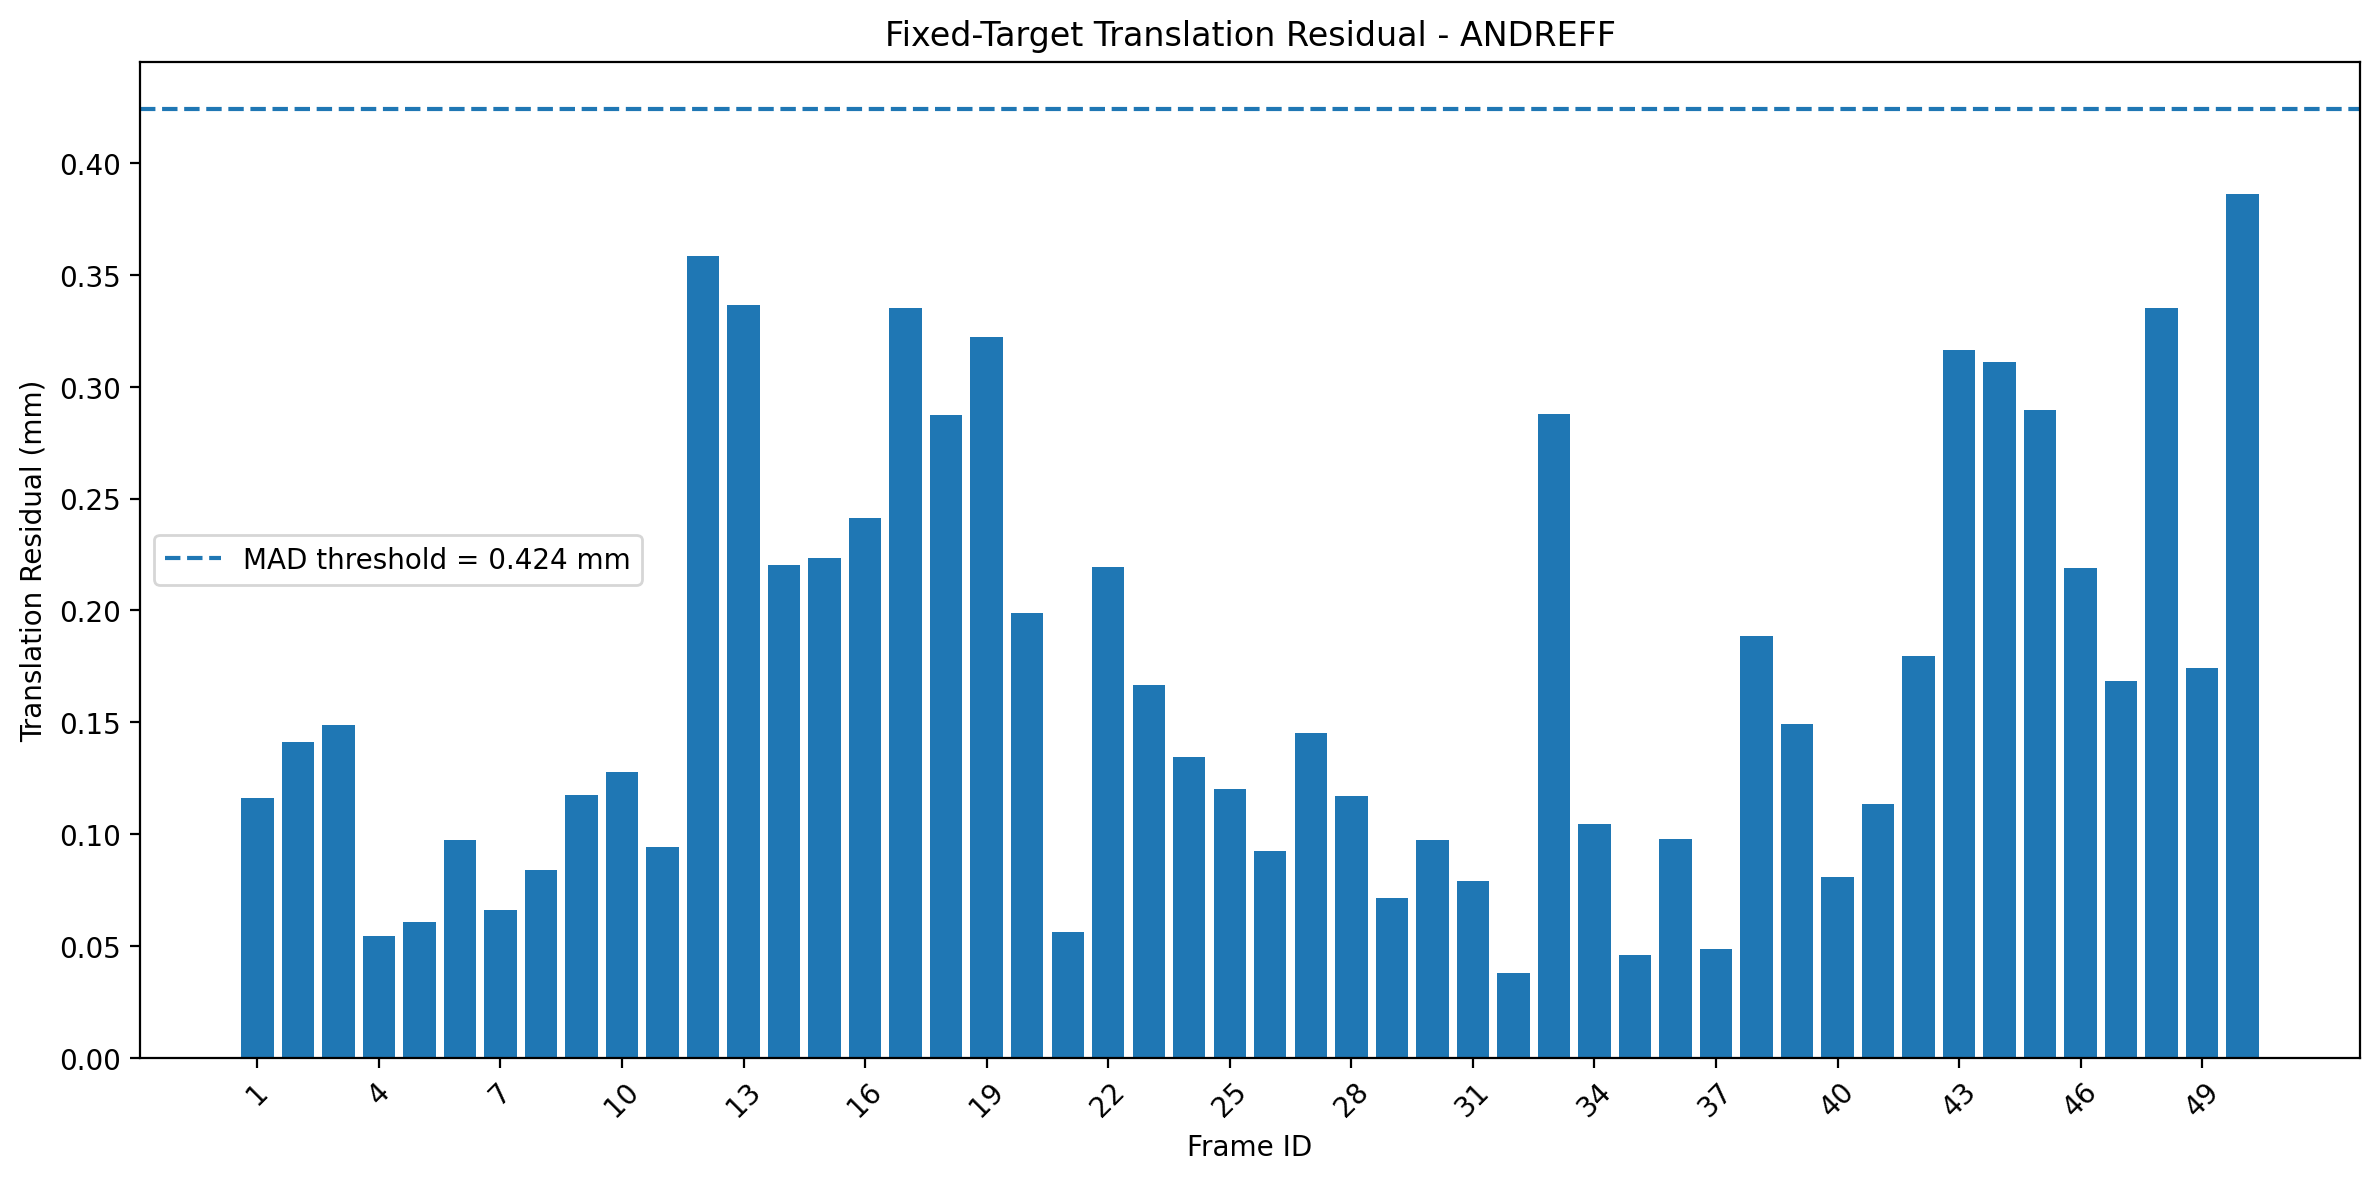 Fixed-Target Translation Residual - ANDREFF
Translation Residual (mm)
0.40
0.35
0.30
0.25
0.20
0.15
0.10
0.05
0.00
MAD threshold = 0.424 mm
1 4 7 10 13 16 19 22 25 28 31 34 37 40 43 46 49
Frame ID